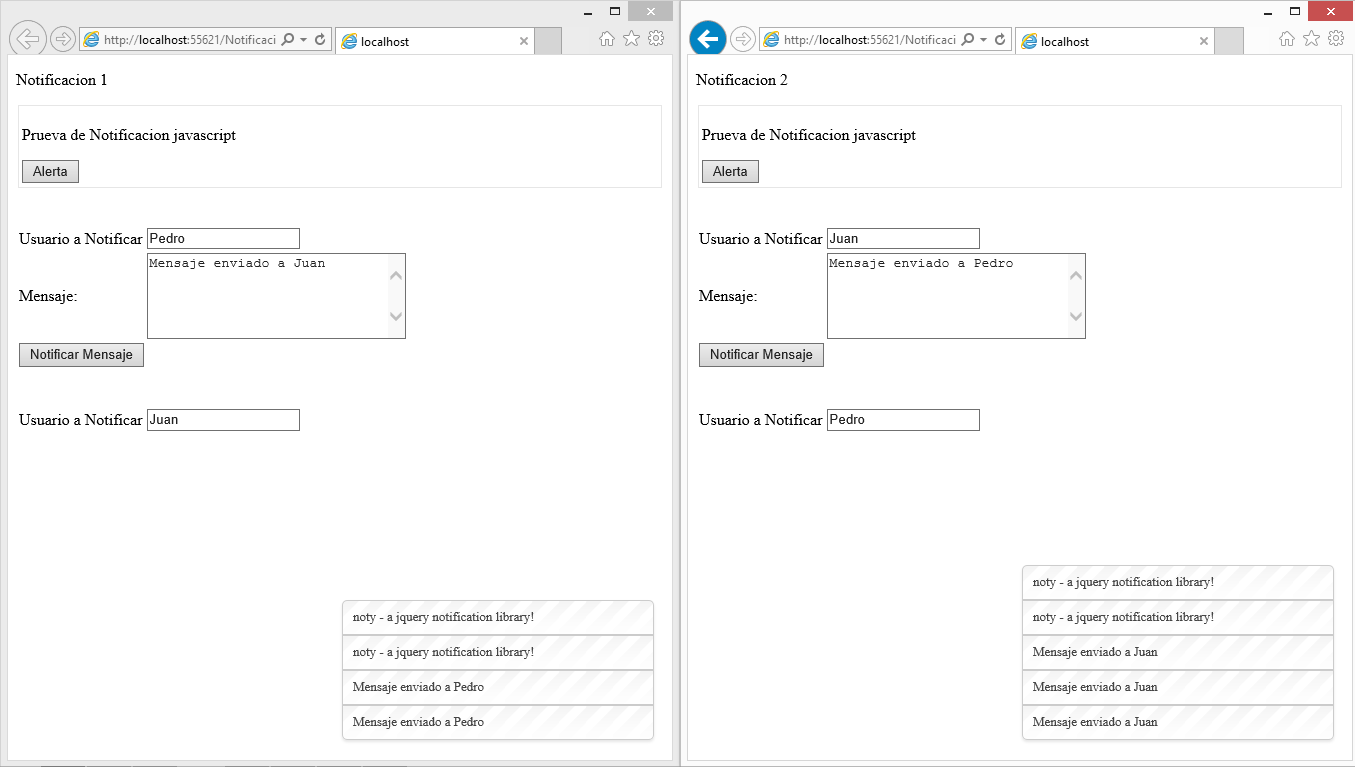 http://localhost:55621/Notificaci
localhost
Notificacion 1
Prueva de Notificacion javascript
Alerta
Usuario a Notificar Pedro
Mensaje: Mensaje enviado a Juan
Notificar Mensaje
Usuario a Notificar Juan
noty - a jquery notification library!
noty - a jquery notification library!
Mensaje enviado a Pedro
Mensaje enviado a Pedro
http://localhost:55621/Notificaci
localhost
Notificacion 2
Prueva de Notificacion javascript
Alerta
Usuario a Notificar Juan
Mensaje: Mensaje enviado a Pedro
Notificar Mensaje
Usuario a Notificar Pedro
noty - a jquery notification library!
noty - a jquery notification library!
Mensaje enviado a Juan
Mensaje enviado a Juan
Mensaje enviado a Juan